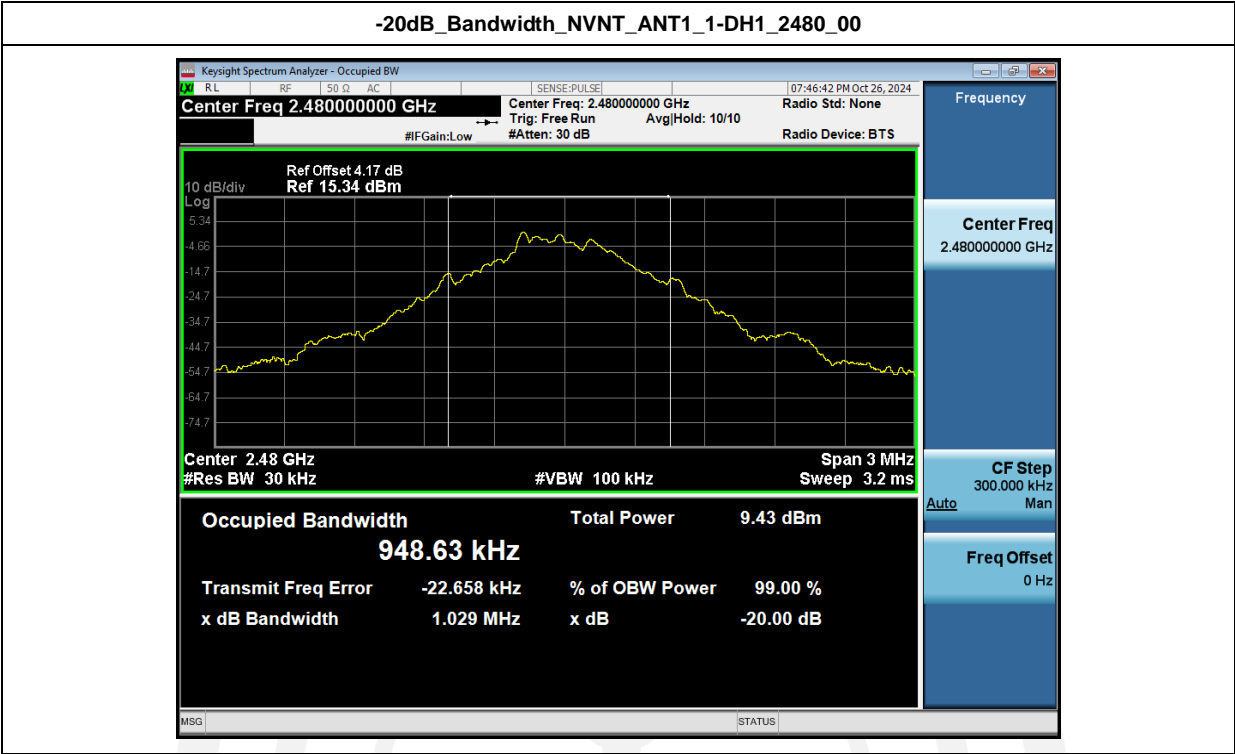 -20dB_Bandwidth_NVNT_ANT1_1-DH1_2480_00
Keysight Spectrum Analyzer - Occupied BW
LXI RL RF 50 Ω AC SENSE:PULSE 07:46:42 PM Oct 26, 2024
Center Freq 2.480000000 GHz
Center Freq: 2.480000000 GHz Radio Std: None
Trig: Free Run Avg|Hold: 10/10
#IFGain:Low #Atten: 30 dB Radio Device: BTS
Ref Offset 4.17 dB
10 dB/div Ref 15.34 dBm
Log
5.34
-4.66
-14.7
-24.7
-34.7
-44.7
-54.7
-64.7
-74.7
Center 2.48 GHz Span 3 MHz
#Res BW 30 kHz #VBW 100 kHz Sweep 3.2 ms
Occupied Bandwidth Total Power 9.43 dBm
948.63 kHz
Transmit Freq Error -22.658 kHz % of OBW Power 99.00 %
x dB Bandwidth 1.029 MHz x dB -20.00 dB
MSG STATUS
Frequency
Center Freq
2.480000000 GHz
CF Step
300.000 kHz
Auto Man
Freq Offset
0 Hz